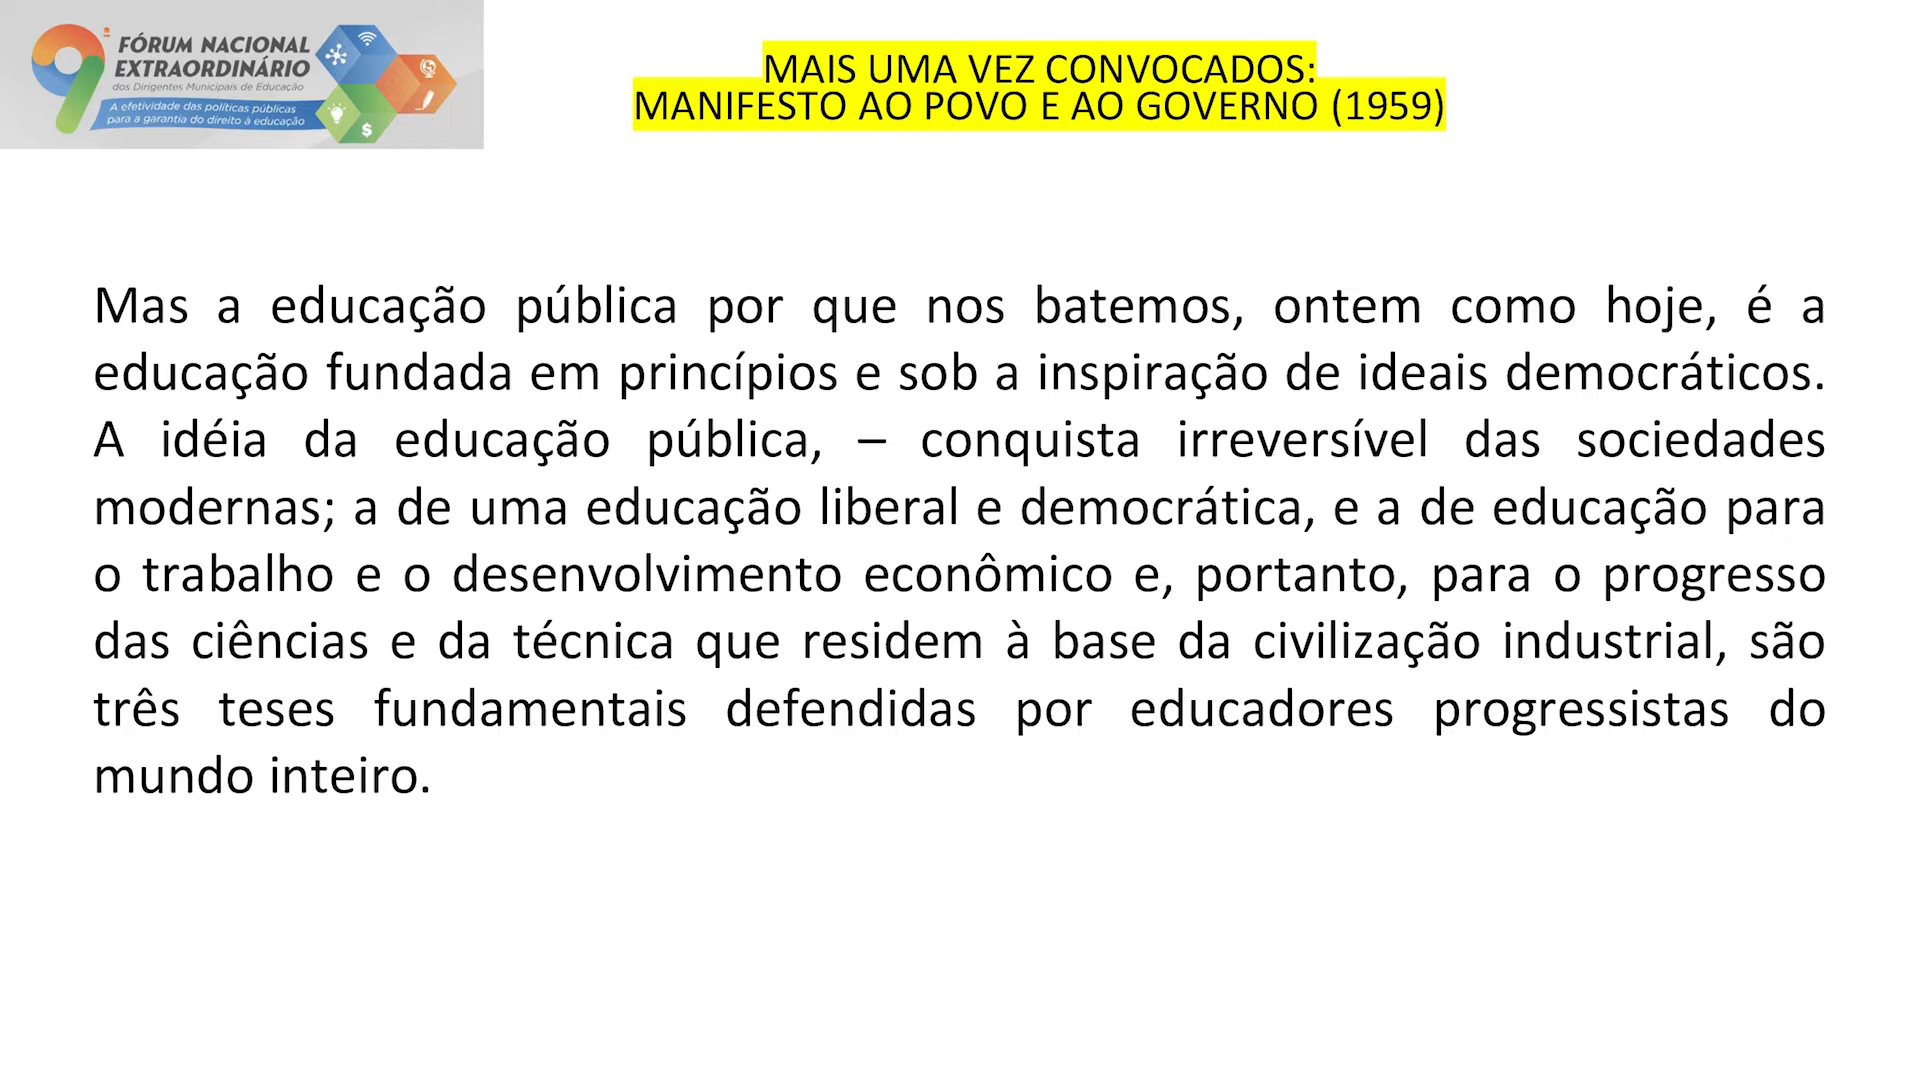 9º
FÓRUM NACIONAL
EXTRAORDINÁRIO
dos Dirigentes Municipais de Educação
A efetividade das políticas públicas
para a garantia do direito à educação
$
MAIS UMA VEZ CONVOCADOS:
MANIFESTO AO POVO E AO GOVERNO (1959)
Mas a educação pública por que nos batemos, ontem como hoje, é a
educação fundada em princípios e sob a inspiração de ideais democráticos.
A idéia da educação pública, – conquista irreversível das sociedades
modernas; a de uma educação liberal e democrática, e a de educação para
o trabalho e o desenvolvimento econômico e, portanto, para o progresso
das ciências e da técnica que residem à base da civilização industrial, são
três teses fundamentais defendidas por educadores progressistas do
mundo inteiro.